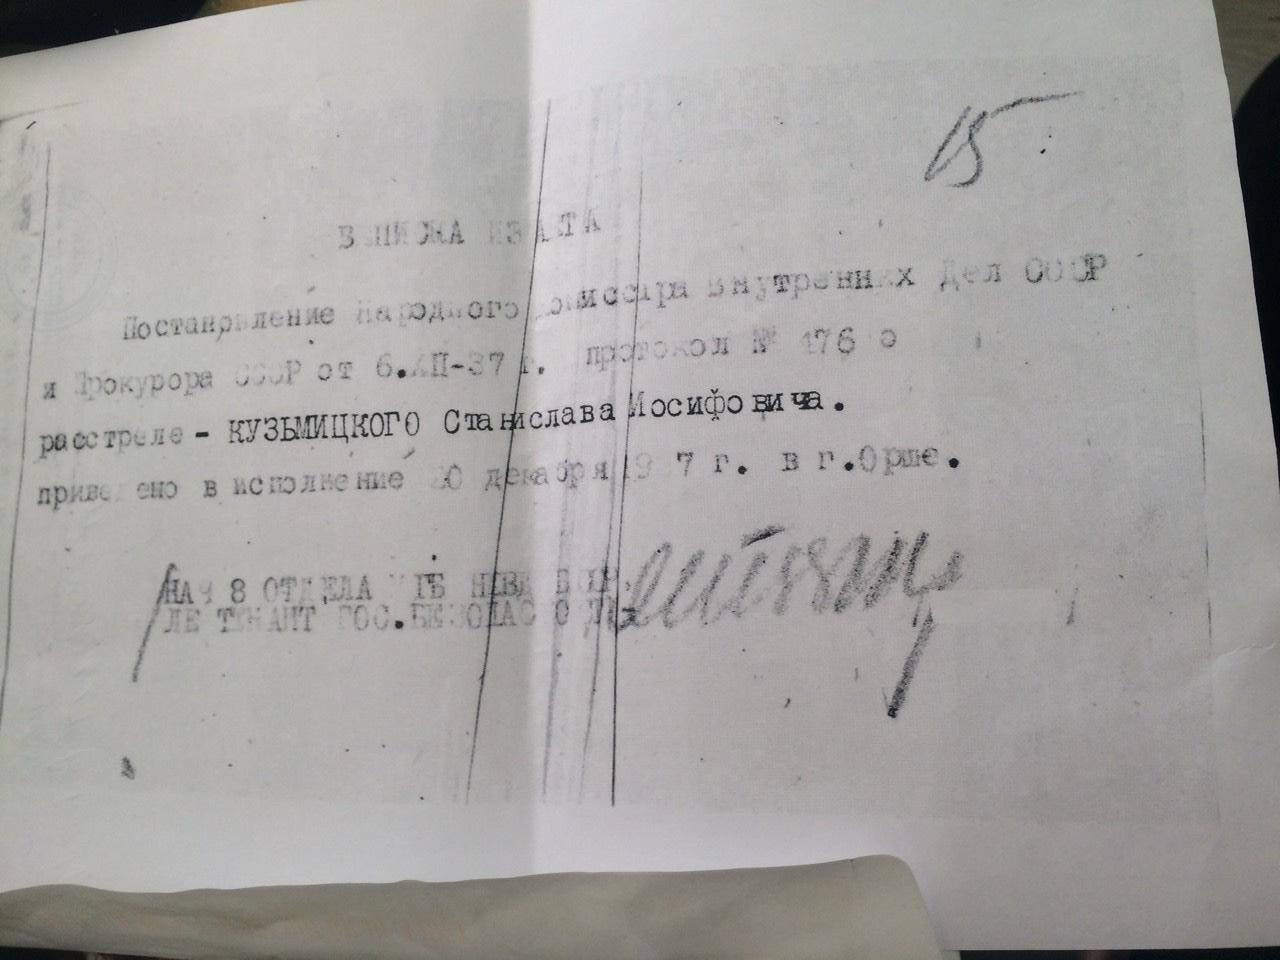 15
ВЫПИСКА ИЗ АКТА
Постановление Народного Комиссара Внутренних Дел СССР
и Прокурора СССР от 6.XII-37 г. протокол № 476 о
расстреле - КУЗЬМИЦКОГО Станислава Иосифовича.
приведено в исполнение 20 декабря 1937 г. в г.Орше.
НАЧ 8 ОТДЕЛА УГБ НКВД БССР,
ЛЕЙТЕНАНТ ГОС.БЕЗОПАСНОСТИ-